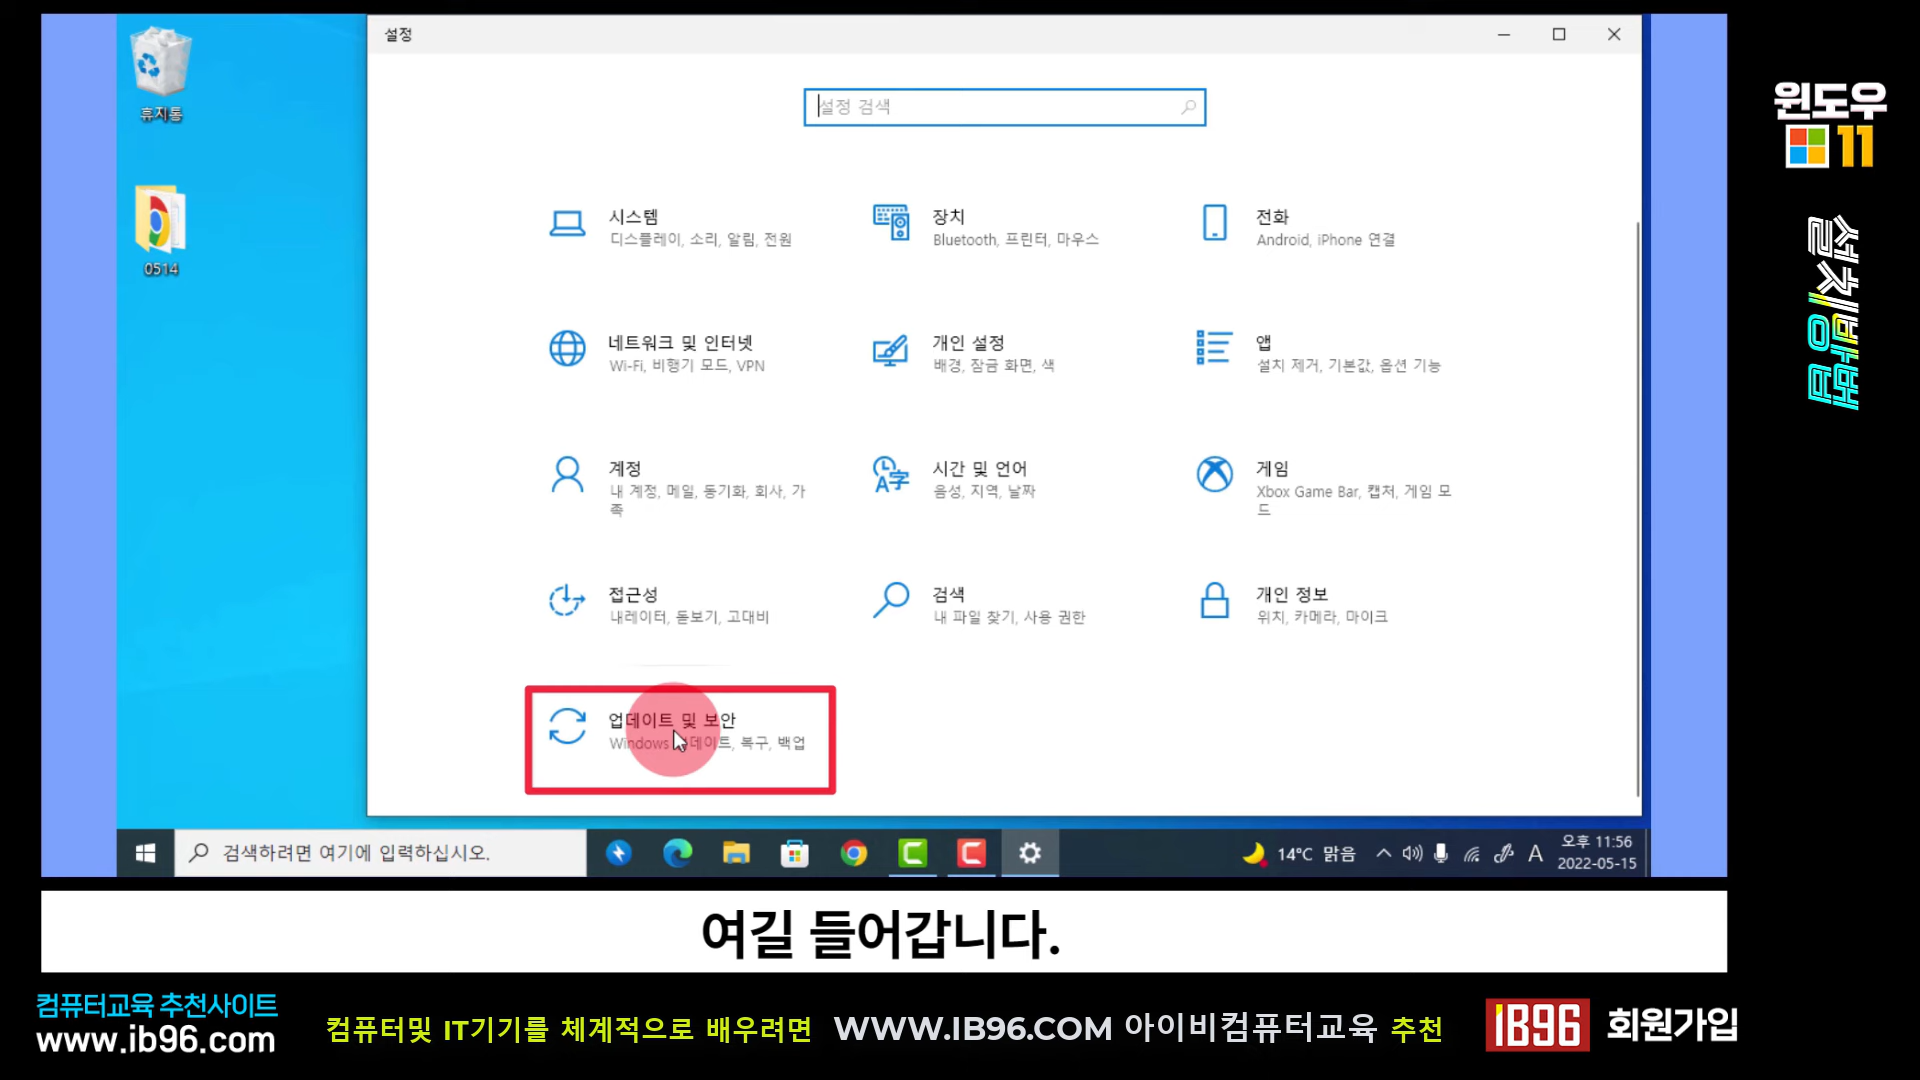 설정
휴지통
0514
설정 검색
시스템
디스플레이, 소리, 알림, 전원
장치
Bluetooth, 프린터, 마우스
전화
Android, iPhone 연결
네트워크 및 인터넷
Wi-Fi, 비행기 모드, VPN
개인 설정
배경, 잠금 화면, 색
앱
설치 제거, 기본값, 옵션 기능
계정
내 계정, 메일, 동기화, 회사, 가
족
시간 및 언어
음성, 지역, 날짜
게임
Xbox Game Bar, 캡처, 게임 모
드
접근성
내레이터, 돋보기, 고대비
검색
내 파일 찾기, 사용 권한
개인 정보
위치, 카메라, 마이크
업데이트 및 보안
Windows 업데이트, 복구, 백업
검색하려면 여기에 입력하십시오.
14°C 맑음
A
오후 11:56
2022-05-15
윈도우
11
설치방법
여길 들어갑니다.
컴퓨터교육 추천사이트
www.ib96.com
컴퓨터및 IT기기를 체계적으로 배우려면 WWW.IB96.COM 아이비컴퓨터교육 추천
IB96 회원가입